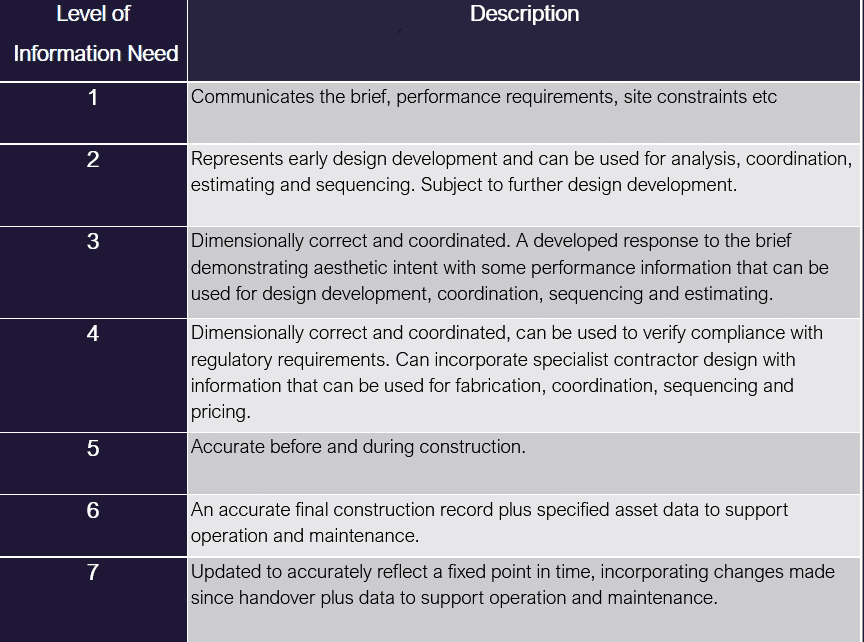 Level of
Information Need
Description
1
Communicates the brief, performance requirements, site constraints etc
2
Represents early design development and can be used for analysis, coordination,
estimating and sequencing. Subject to further design development.
3
Dimensionally correct and coordinated. A developed response to the brief
demonstrating aesthetic intent with some performance information that can be
used for design development, coordination, sequencing and estimating.
4
Dimensionally correct and coordinated, can be used to verify compliance with
regulatory requirements. Can incorporate specialist contractor design with
information that can be used for fabrication, coordination, sequencing and
pricing.
5
Accurate before and during construction.
6
An accurate final construction record plus specified asset data to support
operation and maintenance.
7
Updated to accurately reflect a fixed point in time, incorporating changes made
since handover plus data to support operation and maintenance.